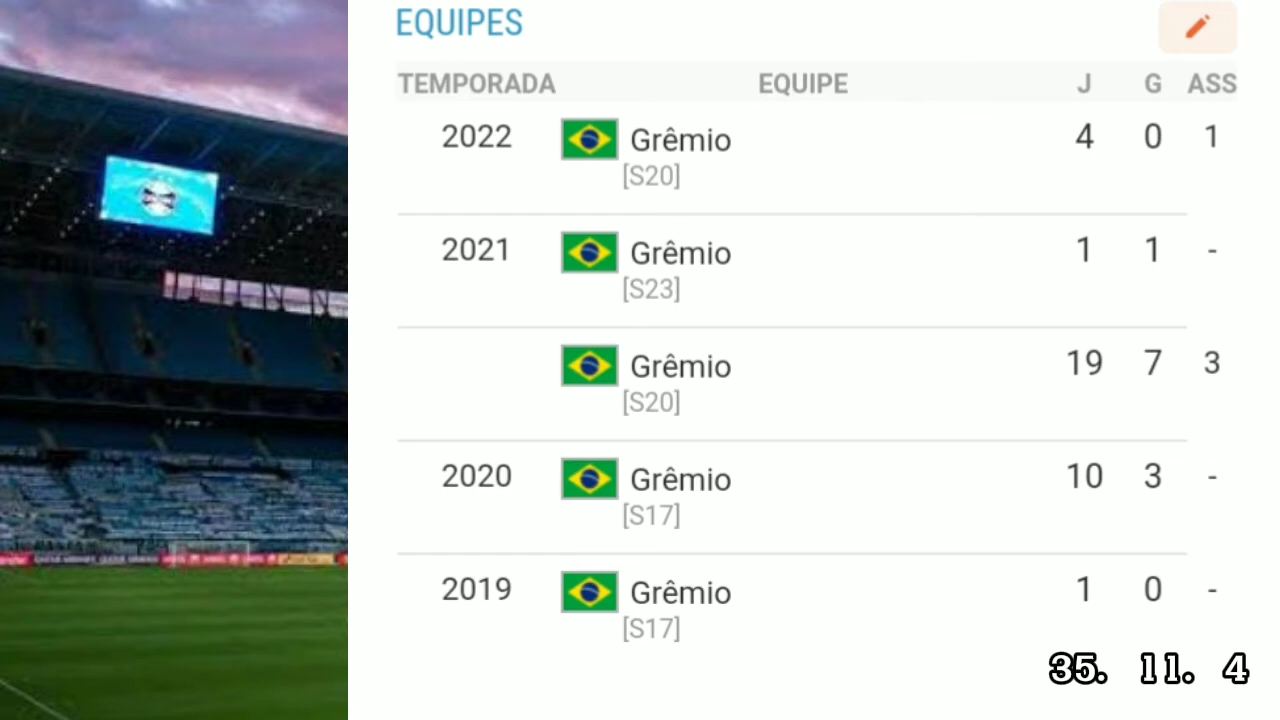 EQUIPES
TEMPORADA EQUIPE J G ASS
2022 Grêmio 4 0 1
[S20]
2021 Grêmio 1 1 -
[S23]
Grêmio 19 7 3
[S20]
2020 Grêmio 10 3 -
[S17]
2019 Grêmio 1 0 -
[S17]
35. 11. 4